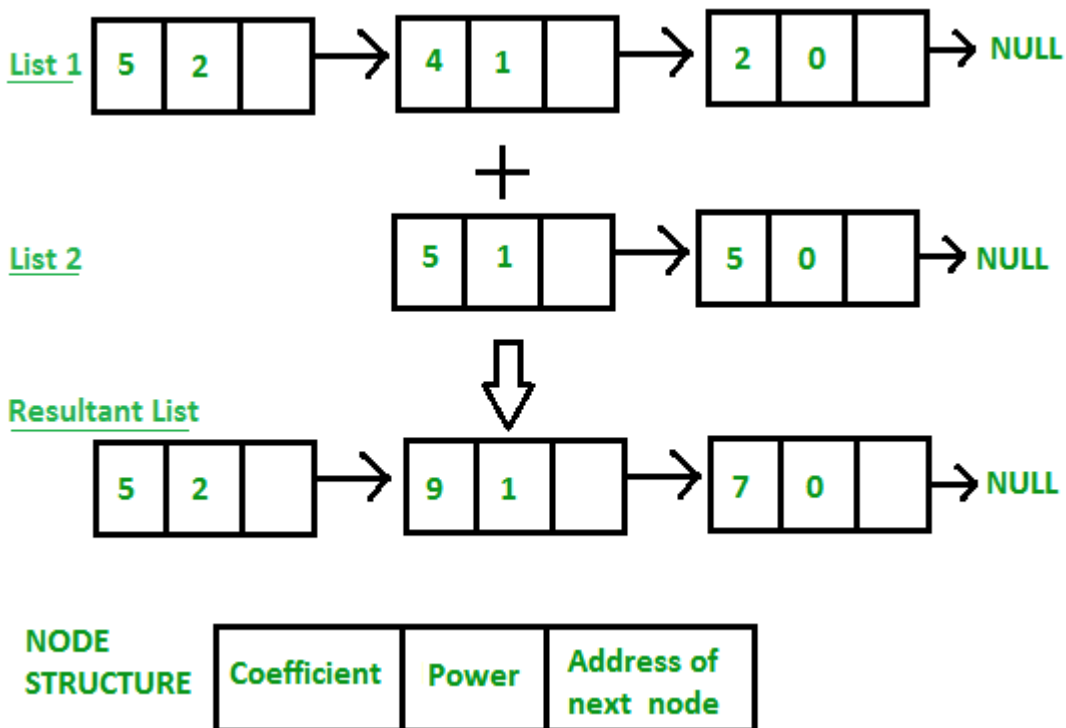 List 1 5 2 4 1 2 0 NULL
+
List 2 5 1 5 0 NULL
Resultant List
5 2 9 1 7 0 NULL
NODE STRUCTURE
Coefficient Power Address of next node